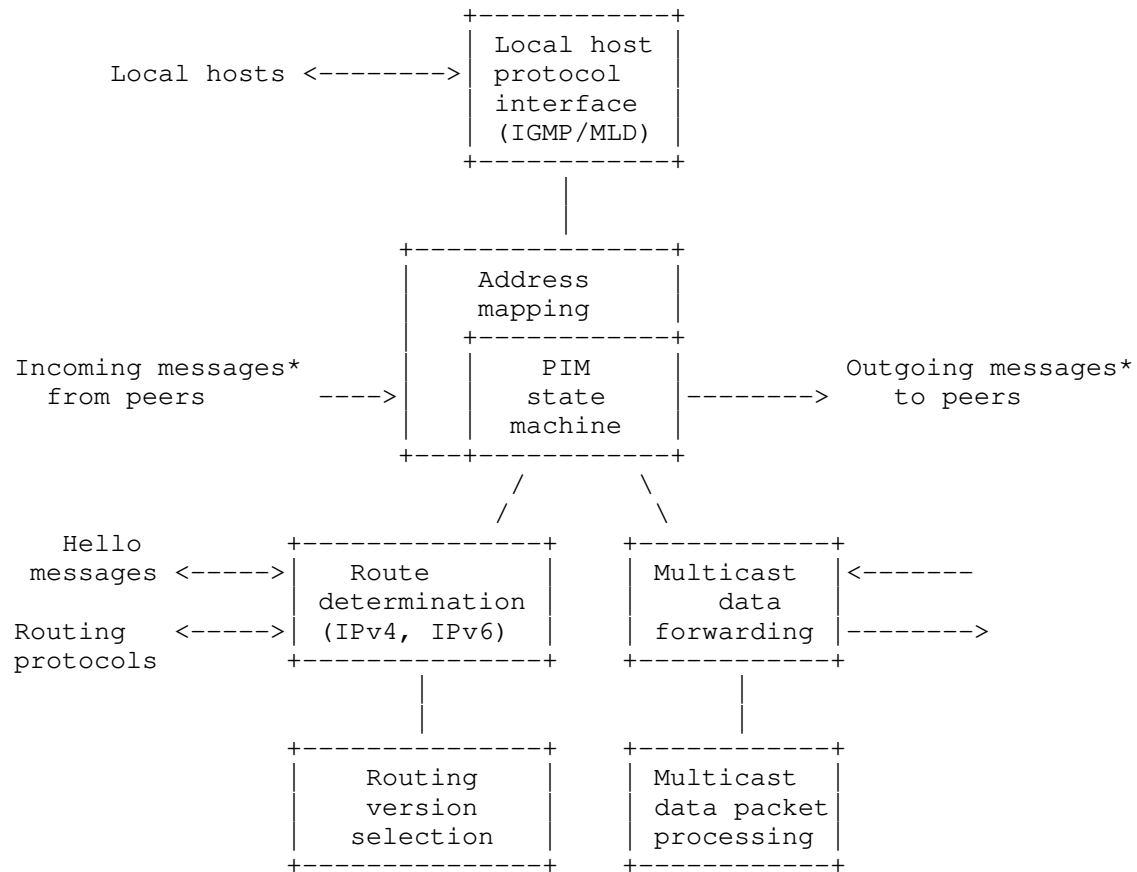 Local host
Local hosts <--------> protocol
interface
(IGMP/MLD)
Address
mapping
Incoming messages* PIM Outgoing messages*
from peers ----> state --------> to peers
machine
Hello
messages <-----> Route Multicast <-------
determination data
Routing <-----> (IPv4, IPv6) forwarding -------->
protocols
Routing Multicast
version data packet
selection processing